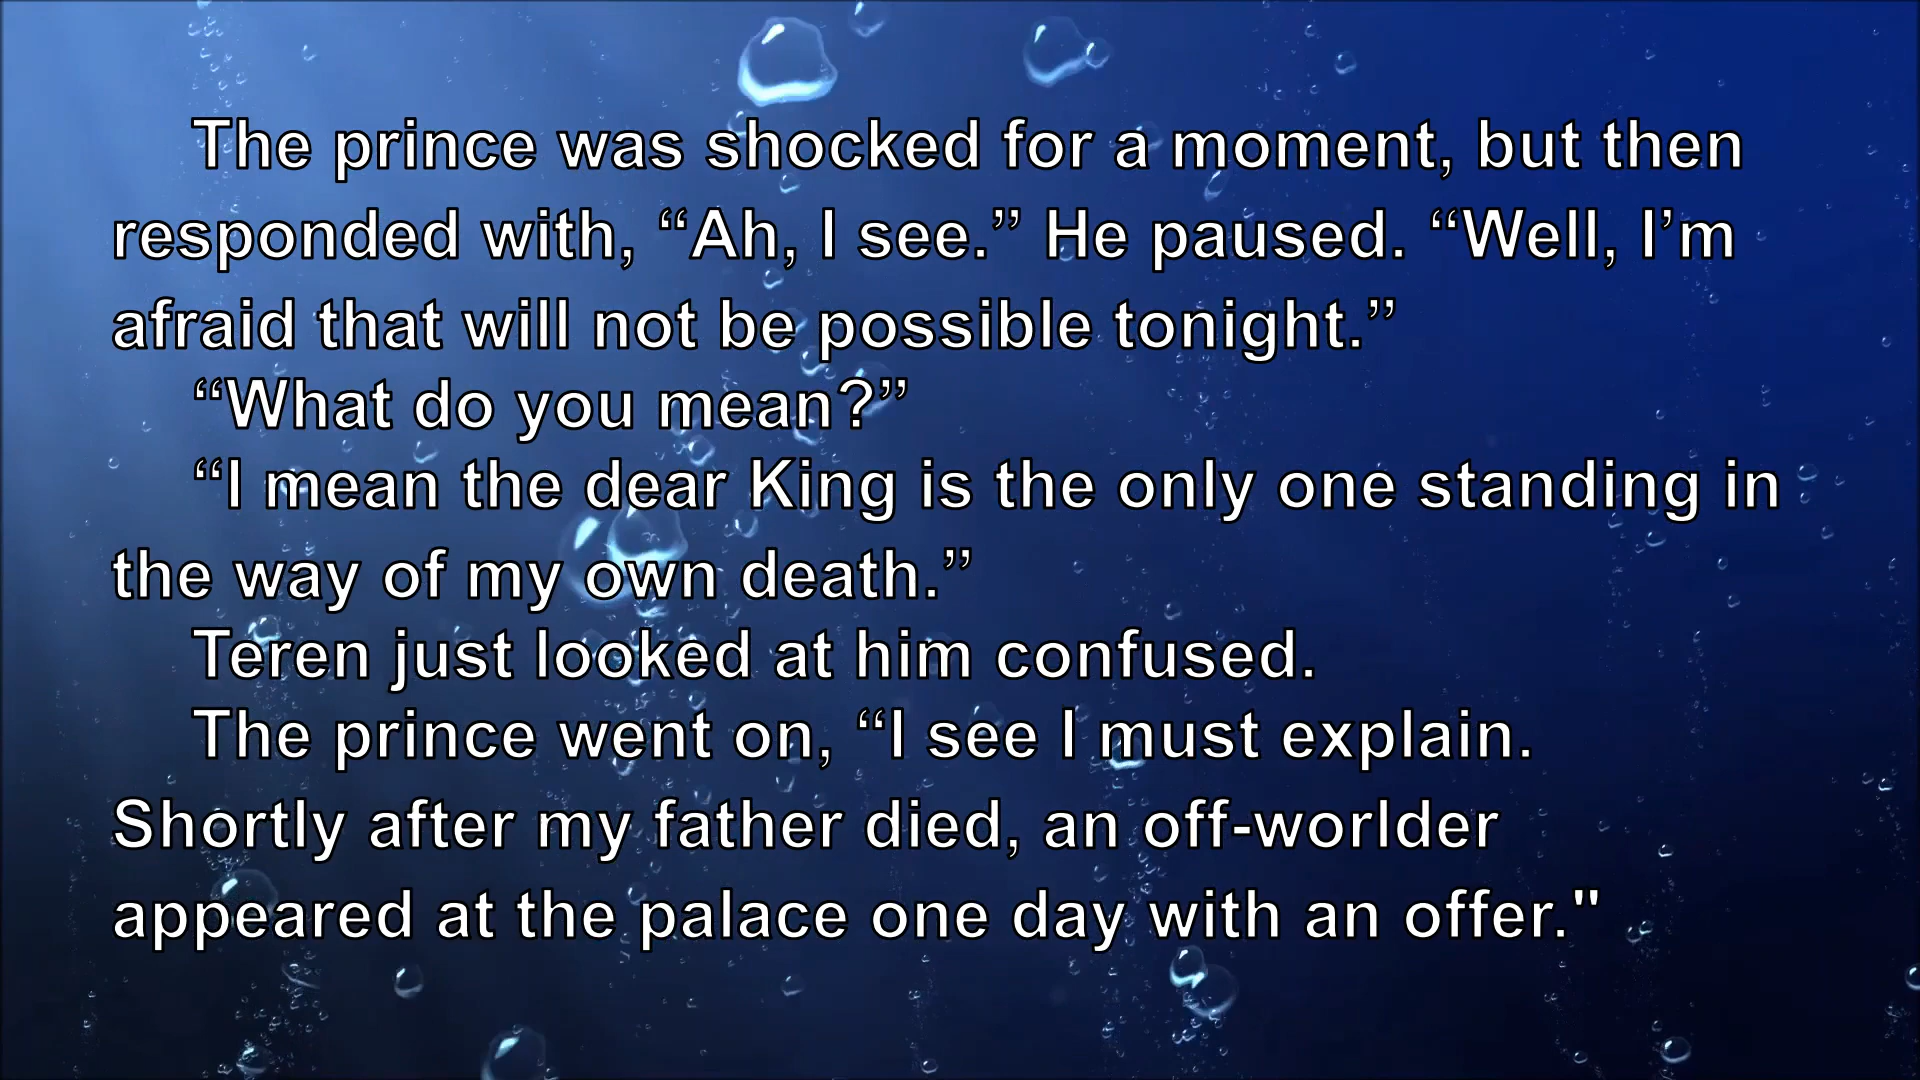 The prince was shocked for a moment, but then
responded with, “Ah, I see.” He paused. “Well, I’m
afraid that will not be possible tonight.”
“What do you mean?”
“I mean the dear King is the only one standing in
the way of my own death.”
Teren just looked at him confused.
The prince went on, “I see I must explain.
Shortly after my father died, an off-worlder
appeared at the palace one day with an offer."